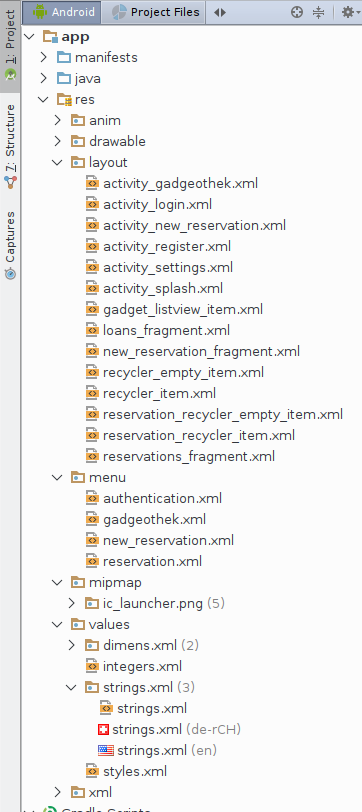 Android Project Files
1: Project
7: Structure
Captures
app
manifests
java
res
anim
drawable
layout
activity_gadgeothek.xml
activity_login.xml
activity_new_reservation.xml
activity_register.xml
activity_settings.xml
activity_splash.xml
gadget_listview_item.xml
loans_fragment.xml
new_reservation_fragment.xml
recycler_empty_item.xml
recycler_item.xml
reservation_recycler_empty_item.xml
reservation_recycler_item.xml
reservations_fragment.xml
menu
authentication.xml
gadgeothek.xml
new_reservation.xml
reservation.xml
mipmap
ic_launcher.png (5)
values
dimens.xml (2)
integers.xml
strings.xml (3)
strings.xml
strings.xml (de-rCH)
strings.xml (en)
styles.xml
xml
Gradle Scripts